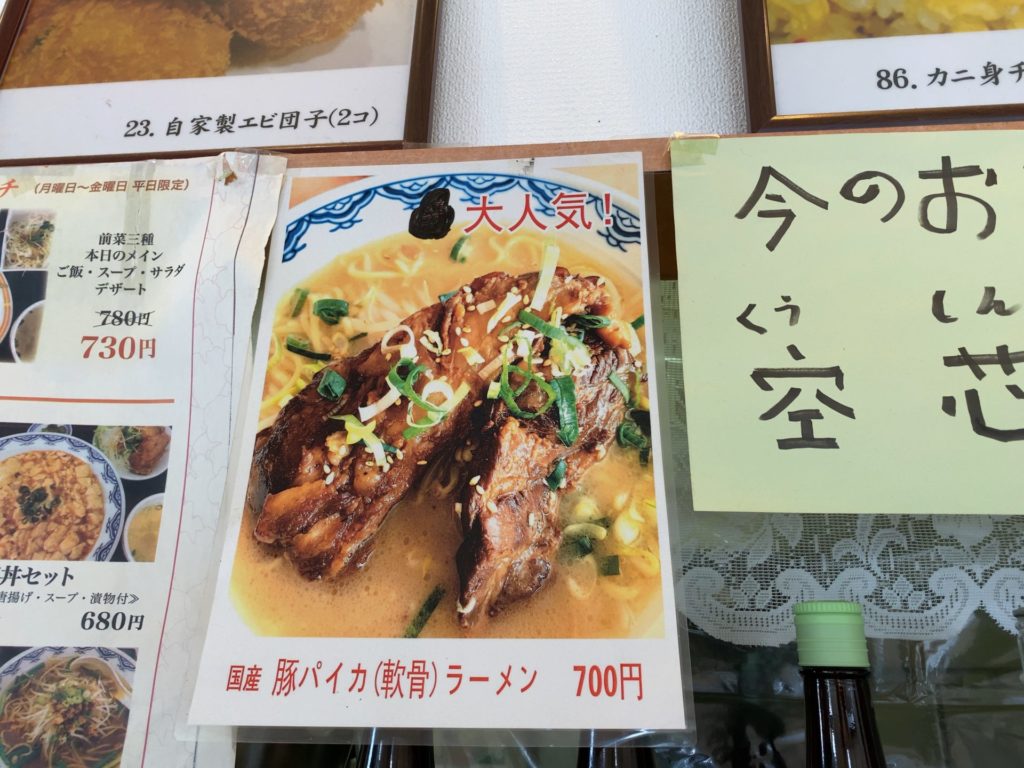 23. 自家製エビ団子(2コ)
86. カニ身チ
チ (月曜日～金曜日 平日限定)
前菜三種
本日のメイン
ご飯・スープ・サラダ
デザート
780円
730円
丼セット
唐揚げ・スープ・漬物付≫
680円
大人気!
国産 豚パイカ(軟骨)ラーメン 700円
今のお
くう しん
空 芯